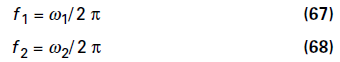 f1 = ω1/2 π (67)
f2 = ω2/2 π (68)